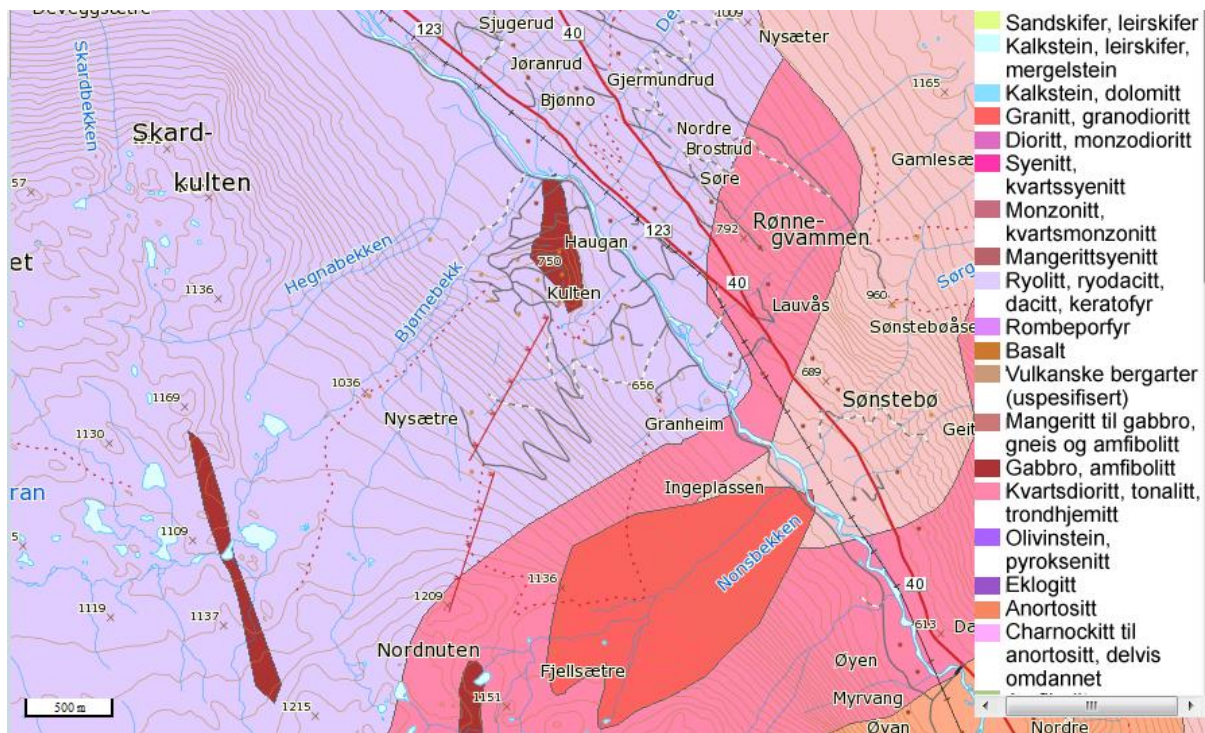 Deveggsætre
Sjugerud
1009
Nysæter
123
40
Skardbekken
Jøranrud
Gjermundrud
1165
Bjønno
Skard-
kulten
Nordre
Brostrud
Gamlesæ
57
Søre
Rønne-
gvammen
792
123
Haugan
et
Hegnabekken
750
40
Sørg
1136
Kulten
Bjørnebekk
Lauvås
960
Sønstebøåse
1036
656
689
1169
Nysætre
Sønstebø
Granheim
Geit
1130
Ingeplassen
ran
1109
5
Nonsbekken
1136
40
1209
1119
1137
613
Da
Nordnuten
Øyen
Fjellsætre
1151
Myrvang
500 m
1215
Øvan
Nordre
Sandskifer, leirskifer
Kalkstein, leirskifer,
mergelstein
Kalkstein, dolomitt
Granitt, granodioritt
Dioritt, monzodioritt
Syenitt,
kvartssyenitt
Monzonitt,
kvartsmonzonitt
Mangerittsyenitt
Ryolitt, ryodacitt,
dacitt, keratofyr
Rombeporfyr
Basalt
Vulkanske bergarter
(uspesifisert)
Mangeritt til gabbro,
gneis og amfibolitt
Gabbro, amfibolitt
Kvartsdioritt, tonalitt,
trondhjemitt
Olivinstein,
pyroksenitt
Eklogitt
Anortositt
Charnockitt til
anortositt, delvis
omdannet